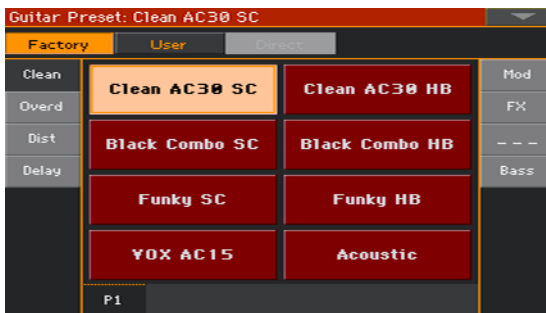 Guitar Preset: Clean AC30 SC
Factory User Direct
Clean Clean AC30 SC Clean AC30 HB Mod
Overd FX
Dist Black Combo SC Black Combo HB - - -
Delay Bass
Funky SC Funky HB
VOX AC15 Acoustic
P1